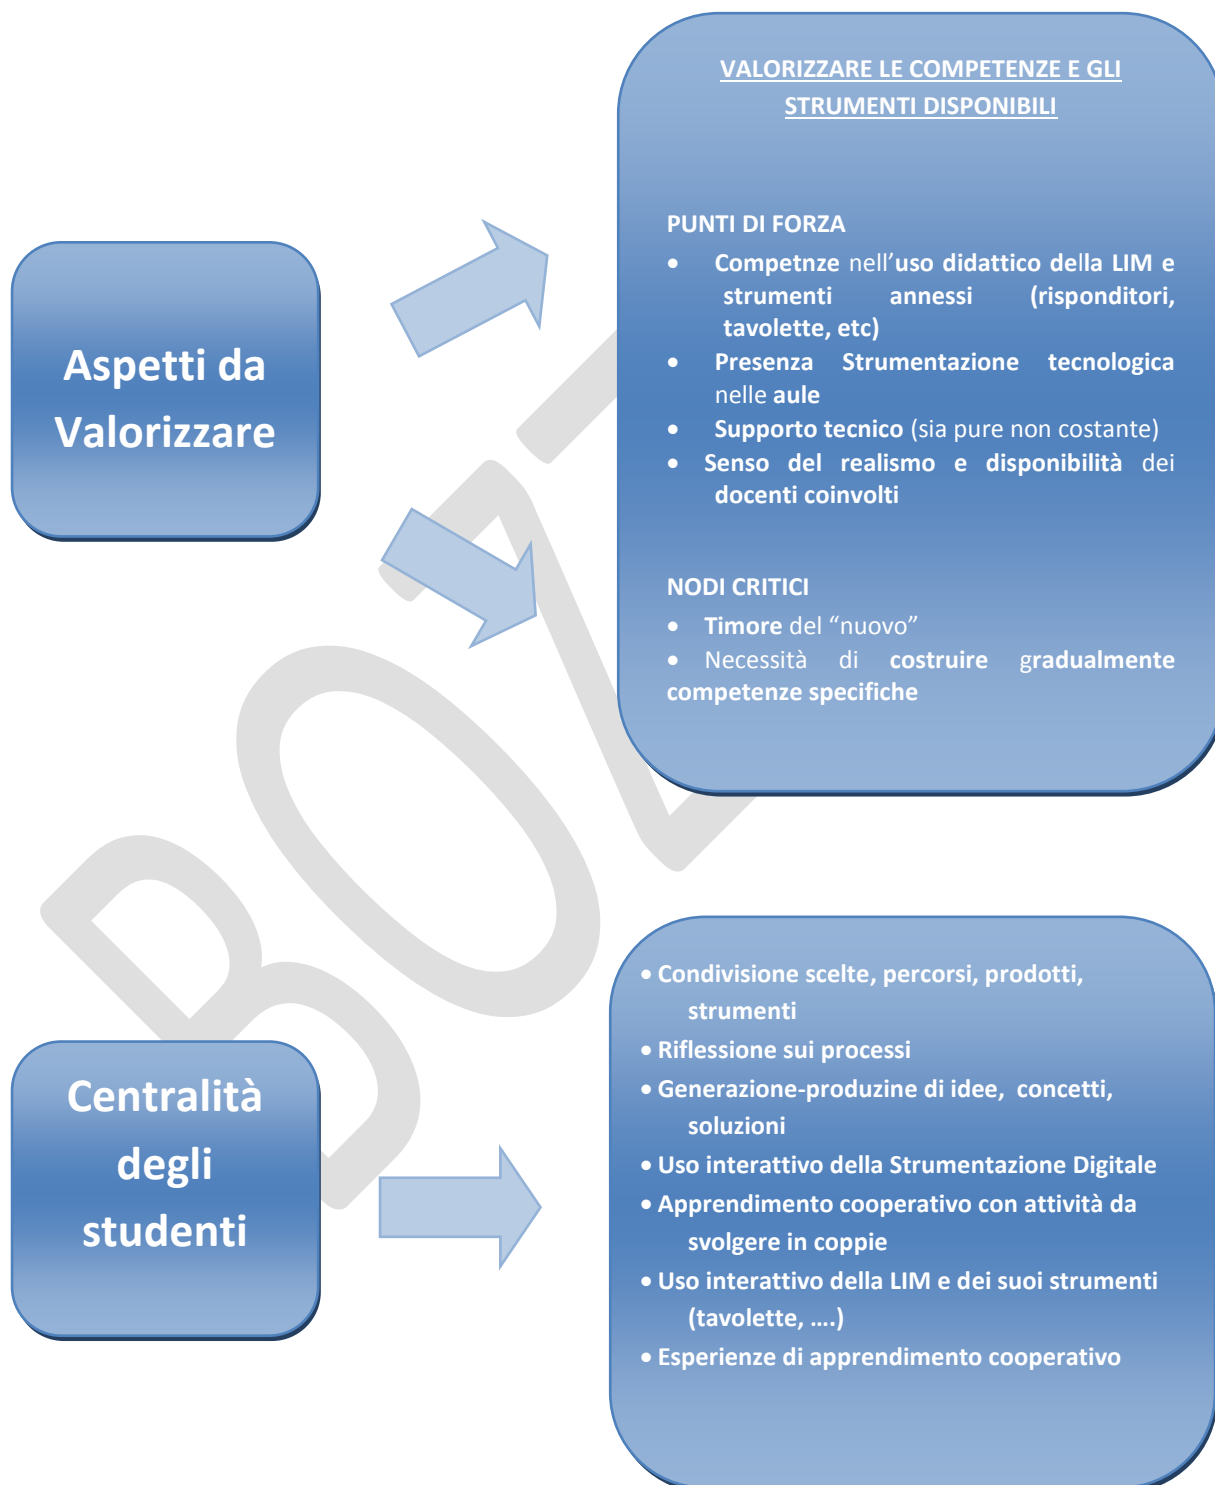 VALORIZZARE LE COMPETENZE E GLI
STRUMENTI DISPONIBILI
PUNTI DI FORZA
• Competnze nell'uso didattico della LIM e
strumenti annessi (risponditori,
tavolette, etc)
• Presenza Strumentazione tecnologica
nelle aule
• Supporto tecnico (sia pure non costante)
• Senso del realismo e disponibilità dei
docenti coinvolti
NODI CRITICI
• Timore del “nuovo”
• Necessità di costruire gradualmente
competenze specifiche
Aspetti da
Valorizzare
Centralità
degli
studenti
• Condivisione scelte, percorsi, prodotti,
strumenti
• Riflessione sui processi
• Generazione-produzine di idee, concetti,
soluzioni
• Uso interattivo della Strumentazione Digitale
• Apprendimento cooperativo con attività da
svolgere in coppie
• Uso interattivo della LIM e dei suoi strumenti
(tavolette, ….)
• Esperienze di apprendimento cooperativo
BOZ